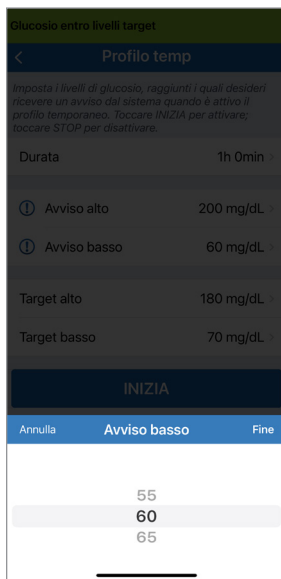 Glucosio entro livelli target
Profilo temp
Imposta i livelli di glucosio, raggiunti i quali desideri
ricevere un avviso dal sistema quando è attivo il
profilo temporaneo. Toccare INIZIA per attivare;
toccare STOP per disattivare.
Durata 1h 0min
Avviso alto 200 mg/dL
Avviso basso 60 mg/dL
Target alto 180 mg/dL
Target basso 70 mg/dL
INIZIA
Annulla Avviso basso Fine
55
60
65